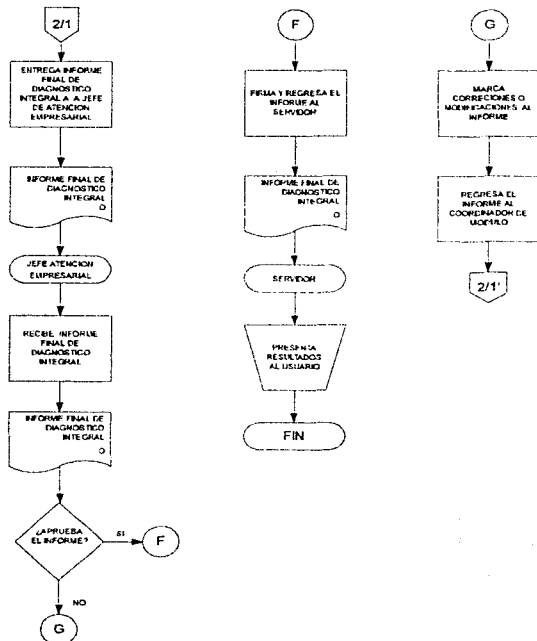 2/1
ENTREGA INFORME
FINAL DE
DIAGNOSTICO
INTEGRAL A A JEFE
DE ATENCION
EMPRESARIAL
INFORME FINAL DE
DIAGNOSTICO
INTEGRAL
O
JEFE ATENCION
EMPRESARIAL
RECIBE INFORME
FINAL DE
DIAGNOSTICO
INTEGRAL
INFORME FINAL DE
DIAGNOSTICO
INTEGRAL
O
¿APRUEBA
EL INFORME?
SI
F
NO
G
F
FIRMA Y REGRESA EL
INFORME AL
SERVIDOR
INFORME FINAL DE
DIAGNOSTICO
INTEGRAL
O
SERVIDOR
PRESENTA
RESULTADOS
AL USUARIO
FIN
G
MARCA
CORRECIONES O
MODIFICACIONES AL
INFORME
REGRESA EL
INFORME AL
COORDINADOR DE
MODULO
2/1'